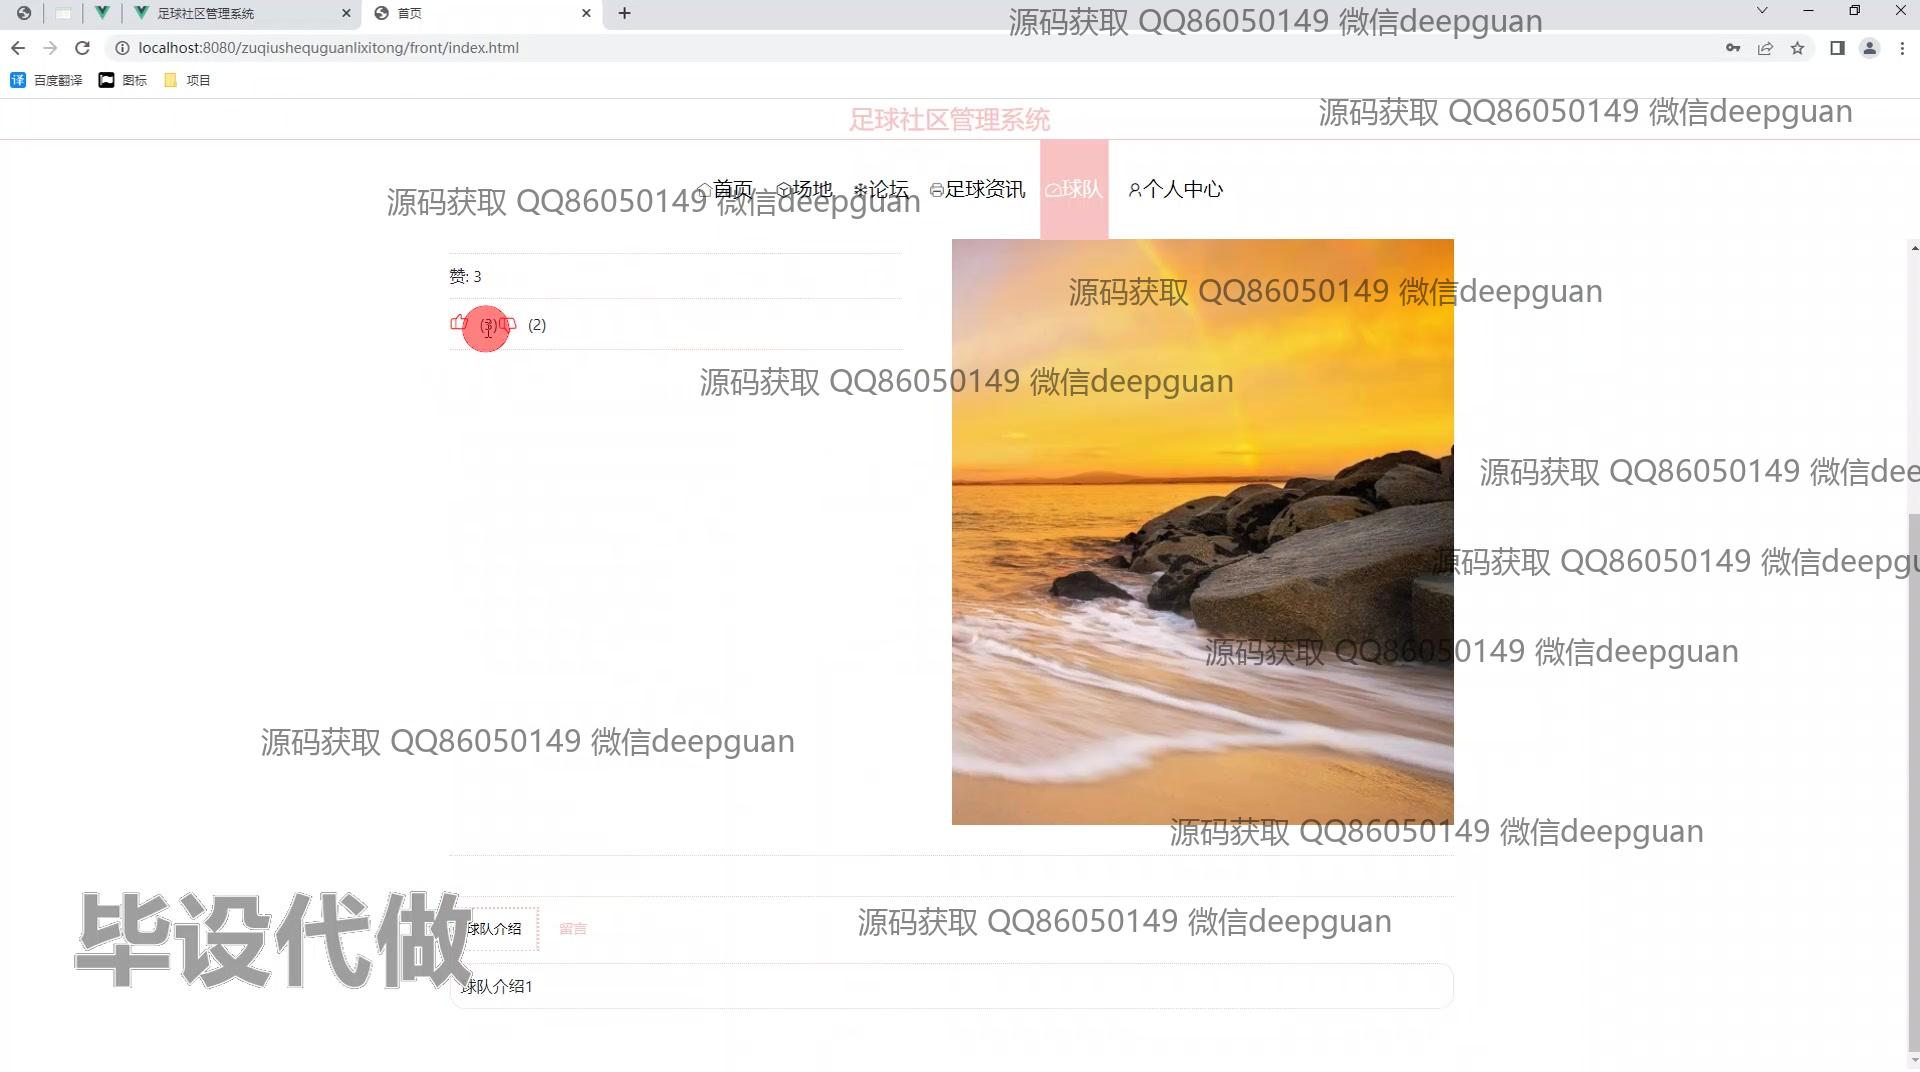 足球社区管理系统
首页
源码获取 QQ86050149 微信deepguan
localhost:8080/zuqiushequguanlixitong/front/index.html
百度翻译
图标
项目
足球社区管理系统
源码获取 QQ86050149 微信deepguan
首页
场地
论坛
足球资讯
球队
个人中心
源码获取 QQ86050149 微信deepguan
赞: 3
源码获取 QQ86050149 微信deepguan
(3)
(2)
源码获取 QQ86050149 微信deepguan
源码获取 QQ86050149 微信dee
源码获取 QQ86050149 微信deepgu
源码获取 QQ86050149 微信deepguan
源码获取 QQ86050149 微信deepguan
源码获取 QQ86050149 微信deepguan
毕设代做
球队介绍
留言
源码获取 QQ86050149 微信deepguan
球队介绍1